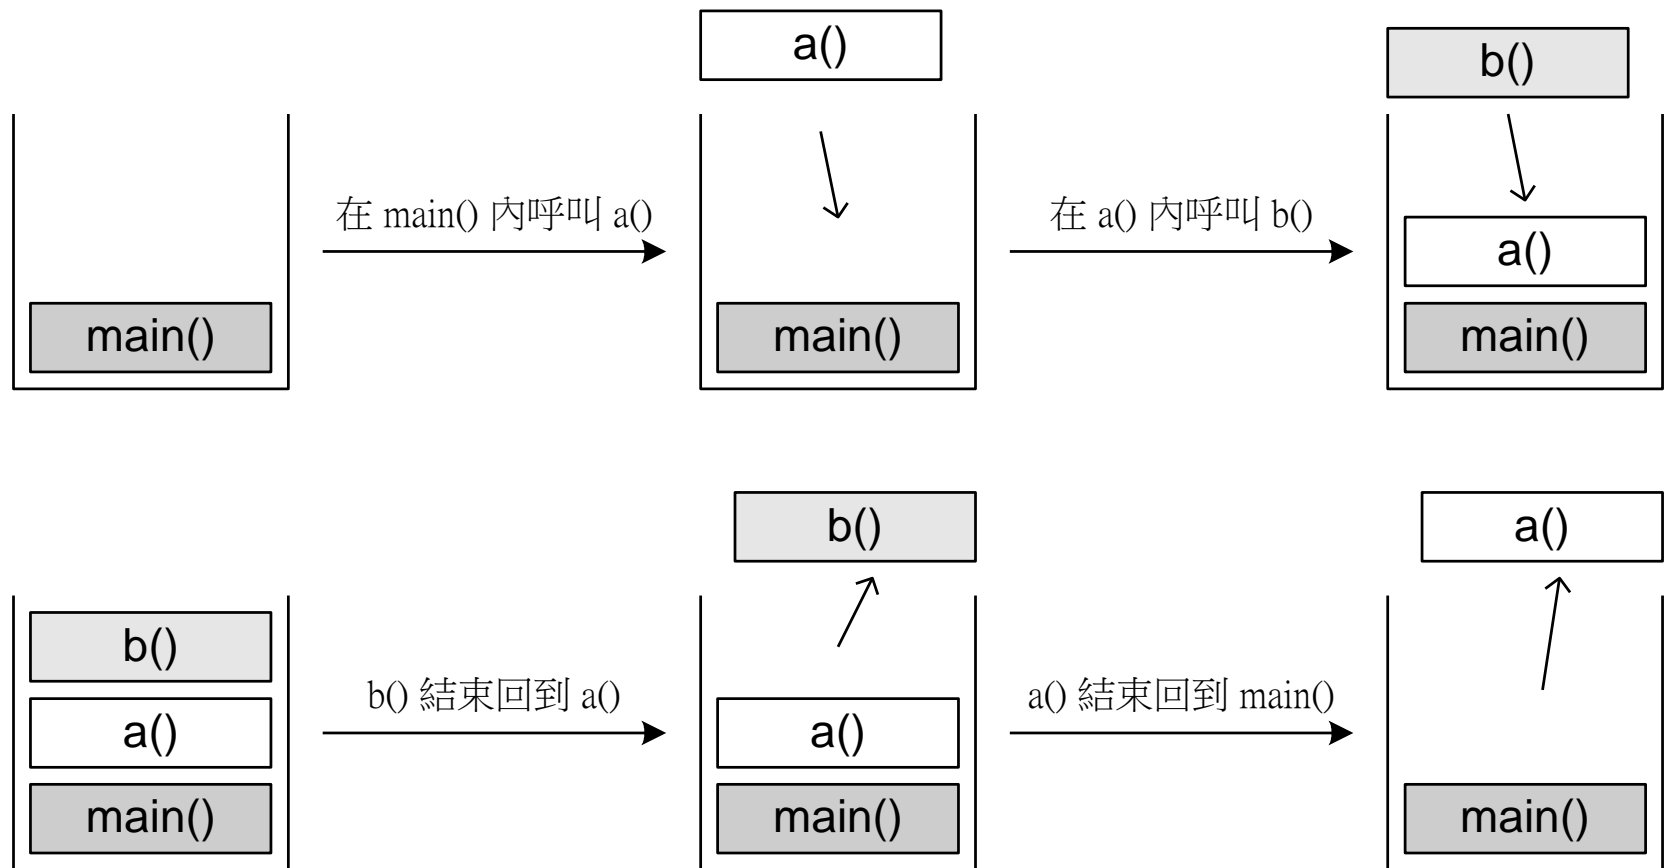 a()
b()
在 main() 內呼叫 a()
在 a() 內呼叫 b()
a()
main()
main()
main()
b()
a()
b()
b() 結束回到 a()
a() 結束回到 main()
a()
a()
main()
main()
main()